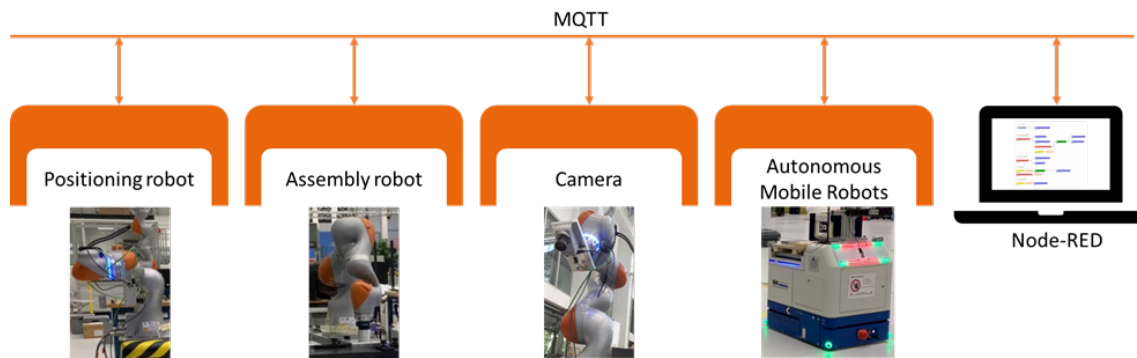 MQTT
Positioning robot
Assembly robot
Camera
Autonomous
Mobile Robots
Node-RED